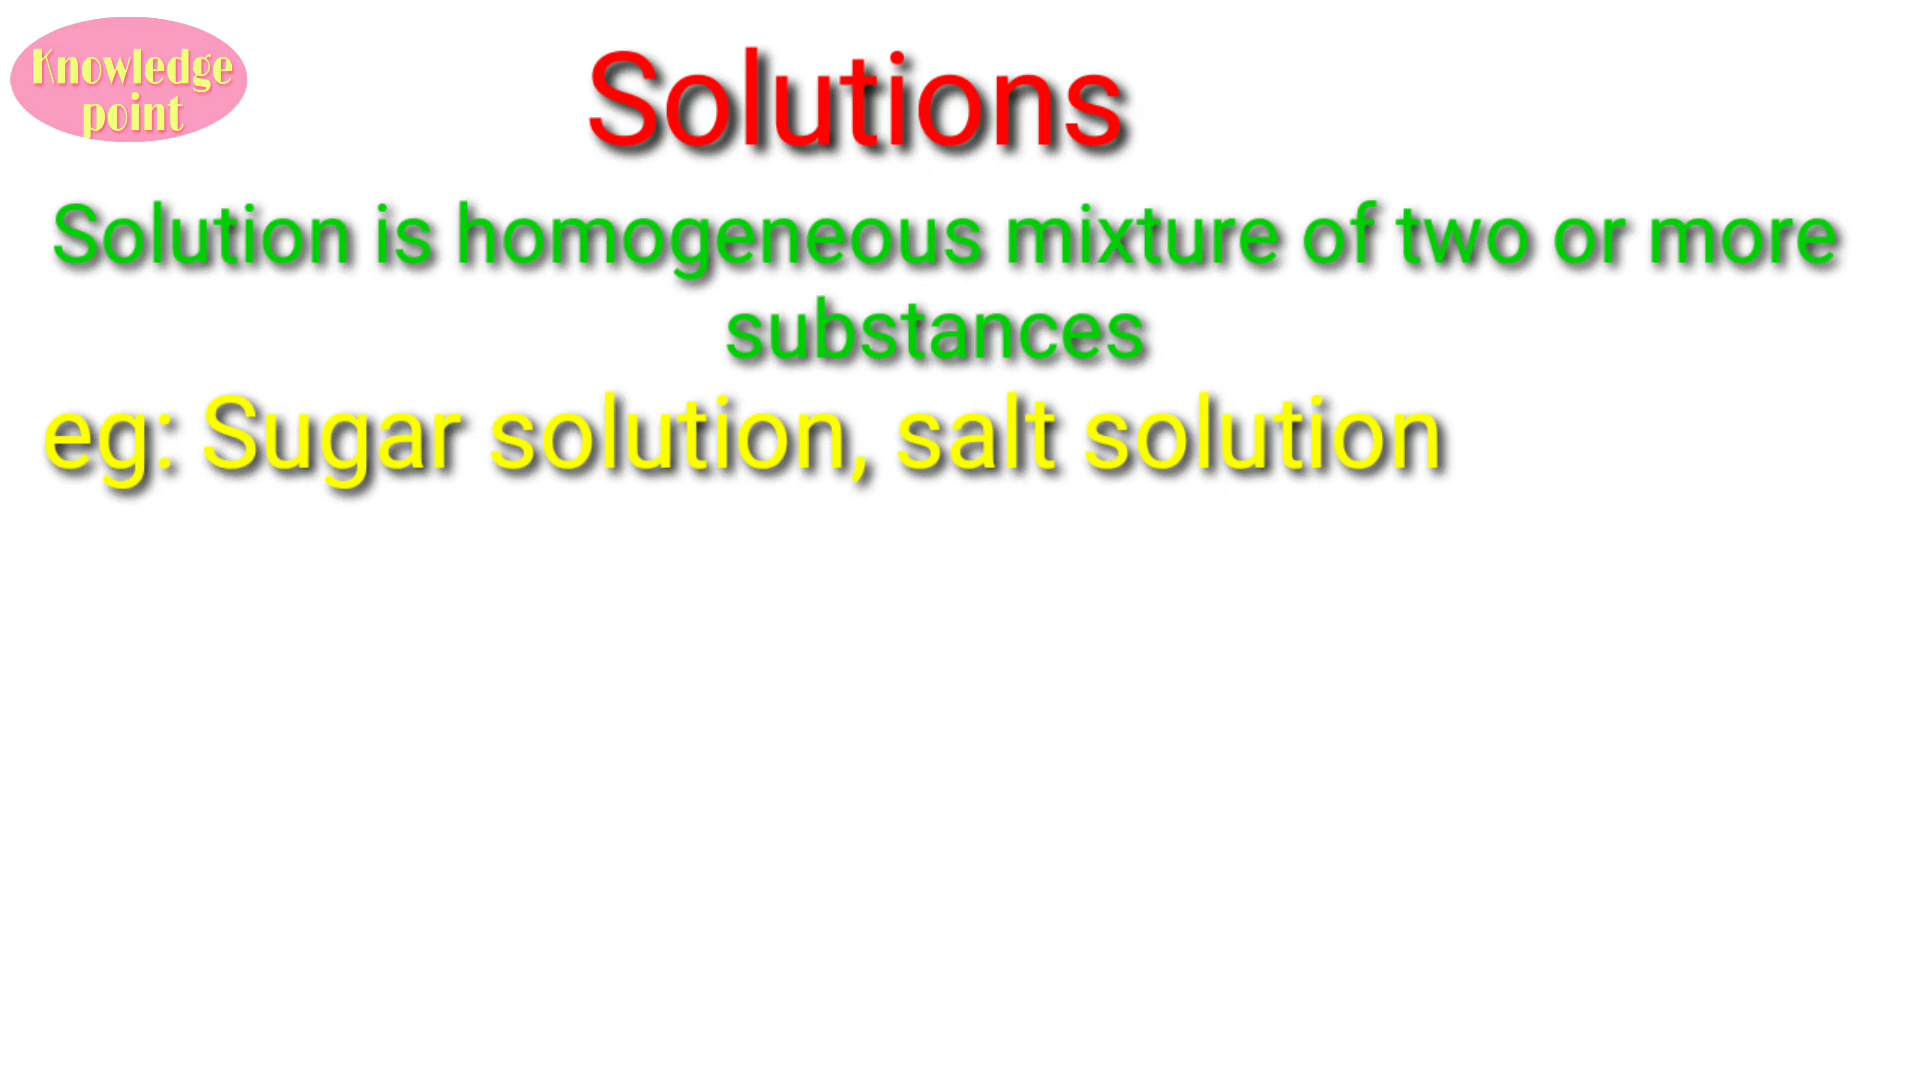 Knowledge
point
Solutions
Solution is homogeneous mixture of two or more
substances
eg: Sugar solution, salt solution